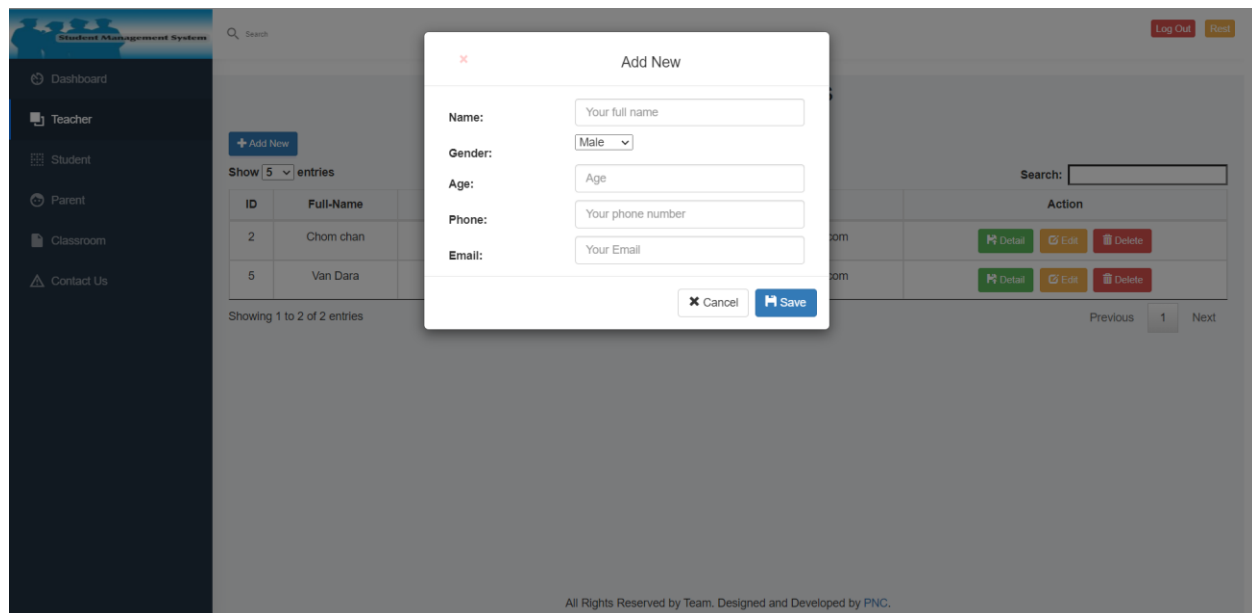 Student Management System
Search
Log Out Rest
Dashboard
Teacher
Student
Parent
Classroom
Contact Us
Add New
Name: Your full name
Gender: Male
Age: Age
Phone: Your phone number
Email: Your Email
Cancel Save
s
Add New
Show 5 entries
Search:
ID Full-Name Action
2 Chom chan com Detail Edit Delete
5 Van Dara com Detail Edit Delete
Showing 1 to 2 of 2 entries
Previous 1 Next
All Rights Reserved by Team. Designed and Developed by PNC.